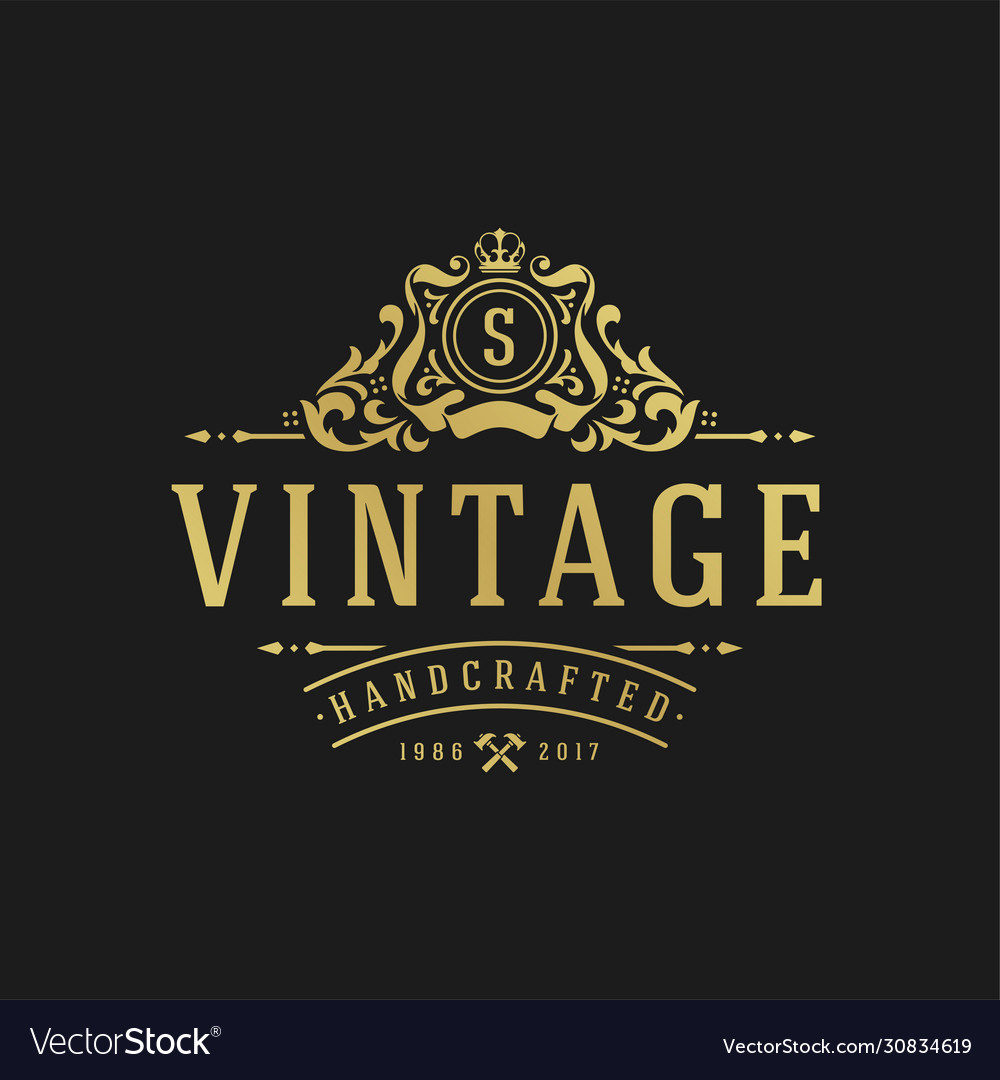 S
VINTAGE
·HANDCRAFTED·
1986 2017
VectorStock®
VectorStock.com/30834619